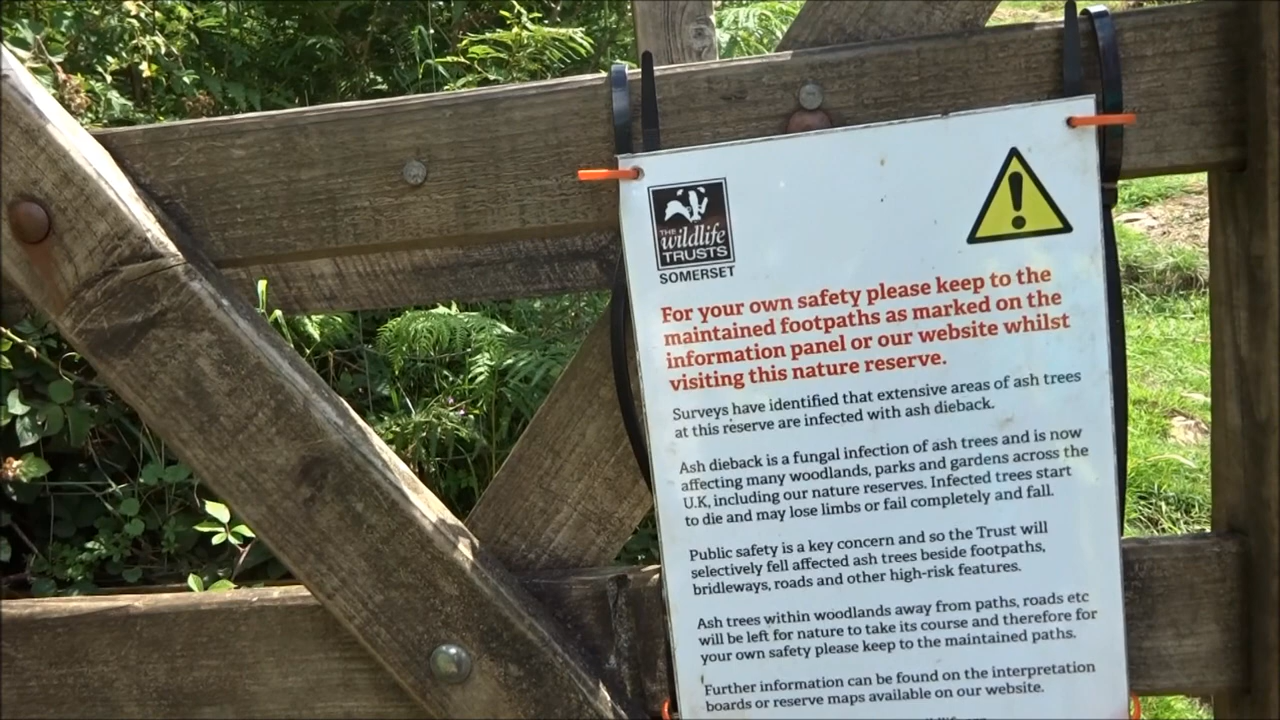 THE
wildlife
TRUSTS
SOMERSET
For your own safety please keep to the
maintained footpaths as marked on the
information panel or our website whilst
visiting this nature reserve.
Surveys have identified that extensive areas of ash trees
at this reserve are infected with ash dieback.
Ash dieback is a fungal infection of ash trees and is now
affecting many woodlands, parks and gardens across the
U.K, including our nature reserves. Infected trees start
to die and may lose limbs or fail completely and fall.
Public safety is a key concern and so the Trust will
selectively fell affected ash trees beside footpaths,
bridleways, roads and other high-risk features.
Ash trees within woodlands away from paths, roads etc
will be left for nature to take its course and therefore for
your own safety please keep to the maintained paths.
Further information can be found on the interpretation
boards or reserve maps available on our website.